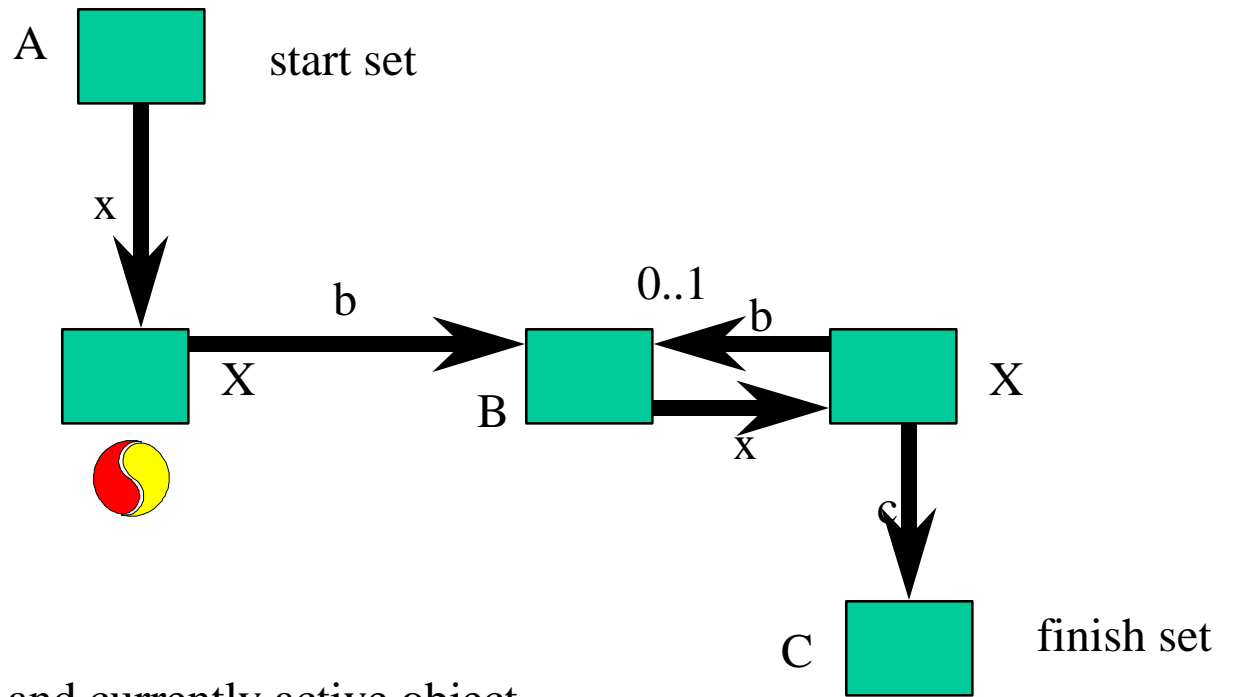 A
start set
x
b
0..1
b
X
B
X
x
c
C
finish set
and currently active object